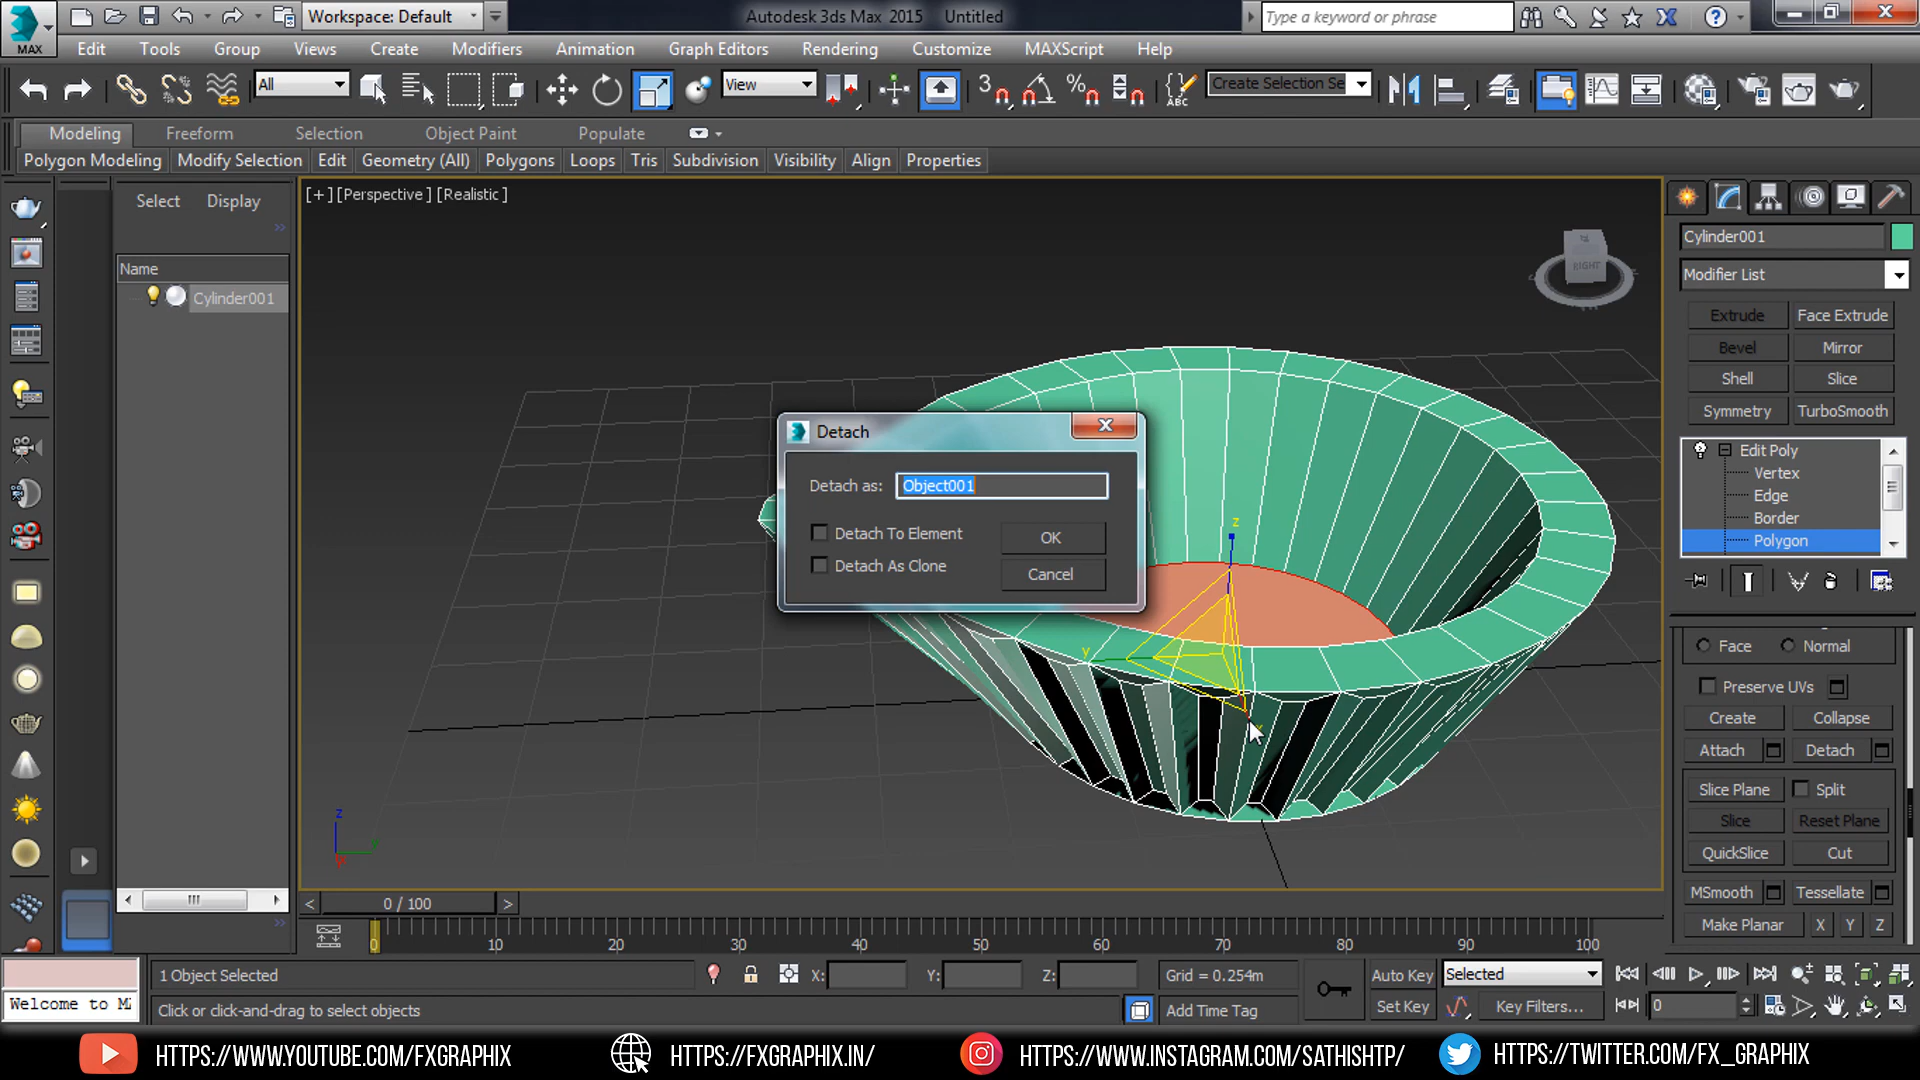 MAX
Workspace: Default
Autodesk 3ds Max 2015
Untitled
Type a keyword or phrase
Edit Tools Group Views Create Modifiers Animation Graph Editors Rendering Customize MAXScript Help
All
View
3
%
ABC
Create Selection Se
Modeling Freeform Selection Object Paint Populate
Polygon Modeling Modify Selection Edit Geometry (All) Polygons Loops Tris Subdivision Visibility Align Properties
Select Display
Name
Cylinder001
[+] [Perspective] [Realistic]
RIGHT
Detach
Detach as: Object001
Detach To Element
OK
Detach As Clone
Cancel
z
y
z
Cylinder001
Modifier List
Extrude Face Extrude
Bevel Mirror
Shell Slice
Symmetry TurboSmooth
Edit Poly
Vertex
Edge
Border
Polygon
Face Normal
Preserve UVs
Create Collapse
Attach Detach
Slice Plane Split
Slice Reset Plane
QuickSlice Cut
MSmooth Tessellate
Make Planar X Y Z
< 0 / 100 >
0 10 20 30 40 50 60 70 80 90 100
1 Object Selected
X: Y: Z:
Grid = 0.254m
Auto Key
Selected
Welcome to M
Click or click-and-drag to select objects
Add Time Tag
Set Key
Key Filters...
0
HTTPS://WWW.YOUTUBE.COM/FXGRAPHIX
HTTPS://FXGRAPHIX.IN/
HTTPS://WWW.INSTAGRAM.COM/SATHISHTP/
HTTPS://TWITTER.COM/FX_GRAPHIX